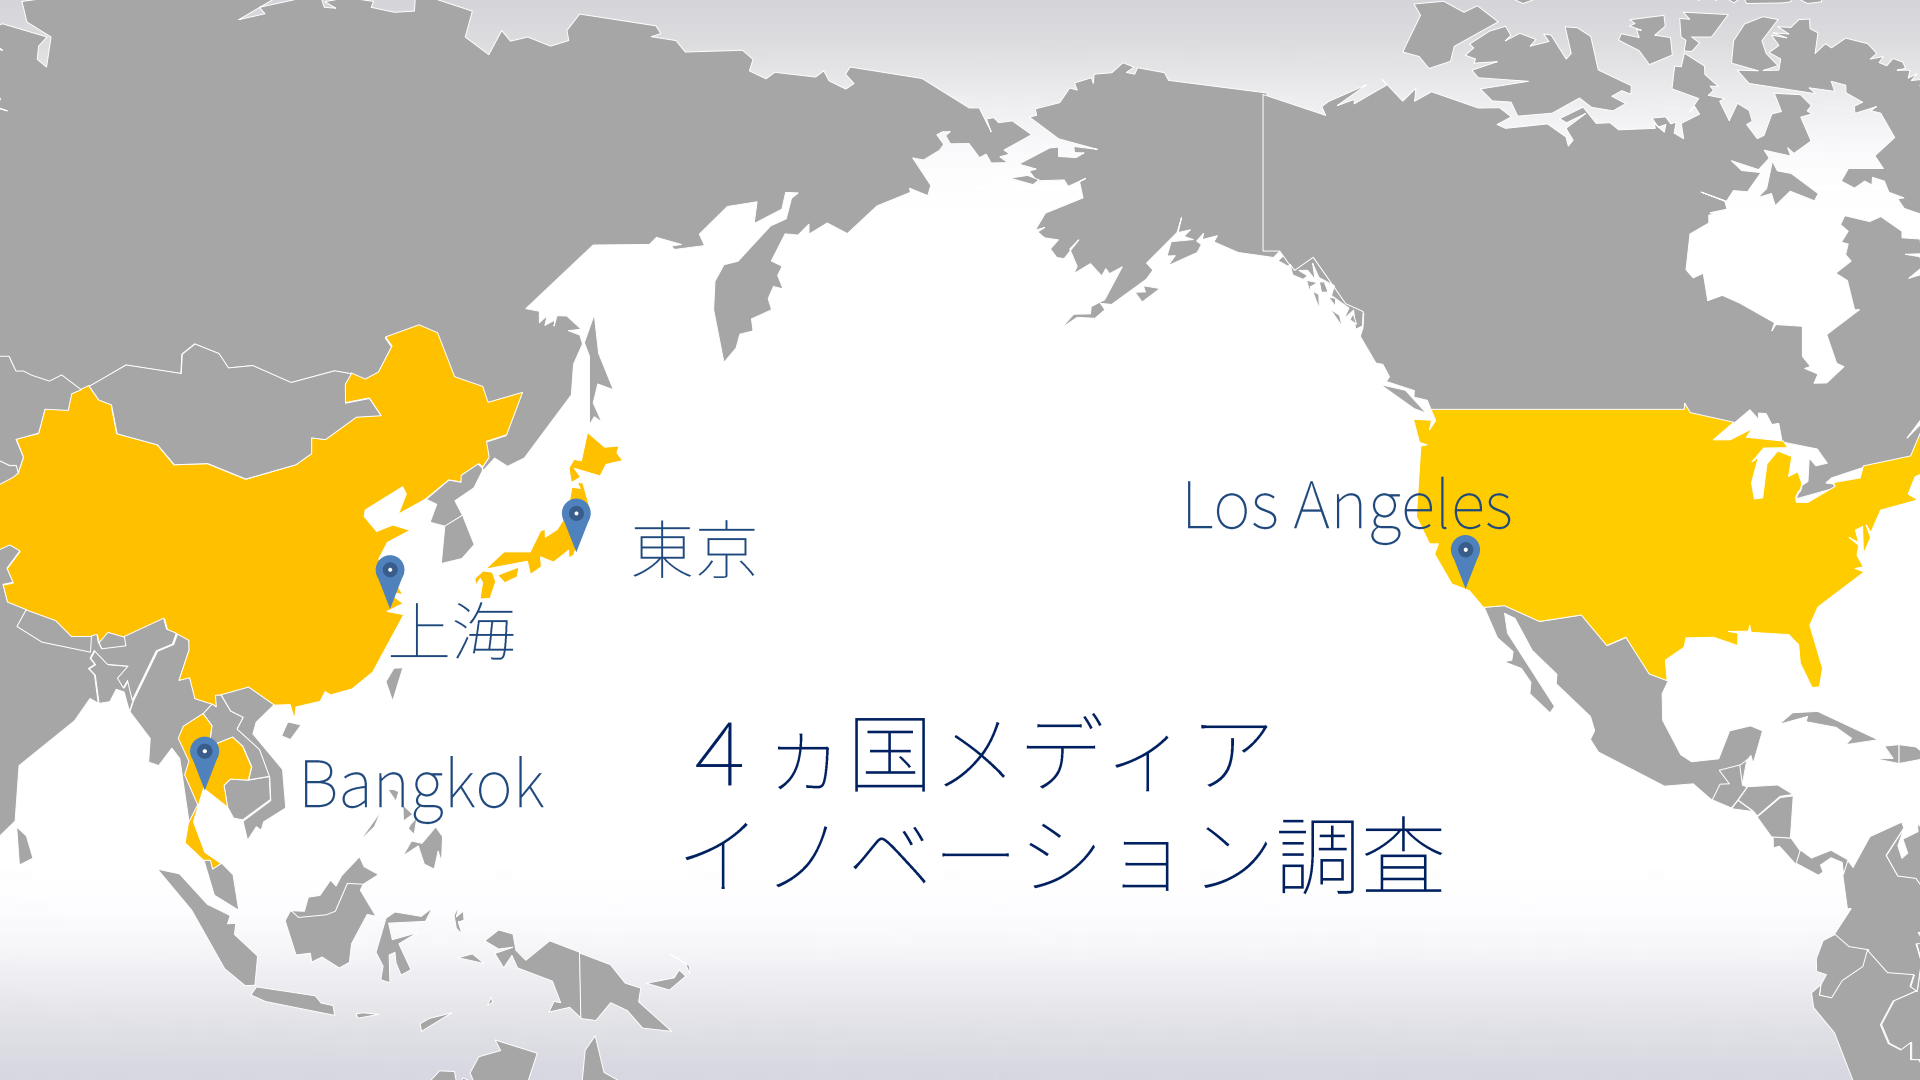 Los Angeles
東京
上海
Bangkok
４ヵ国メディア
イノベーション調査